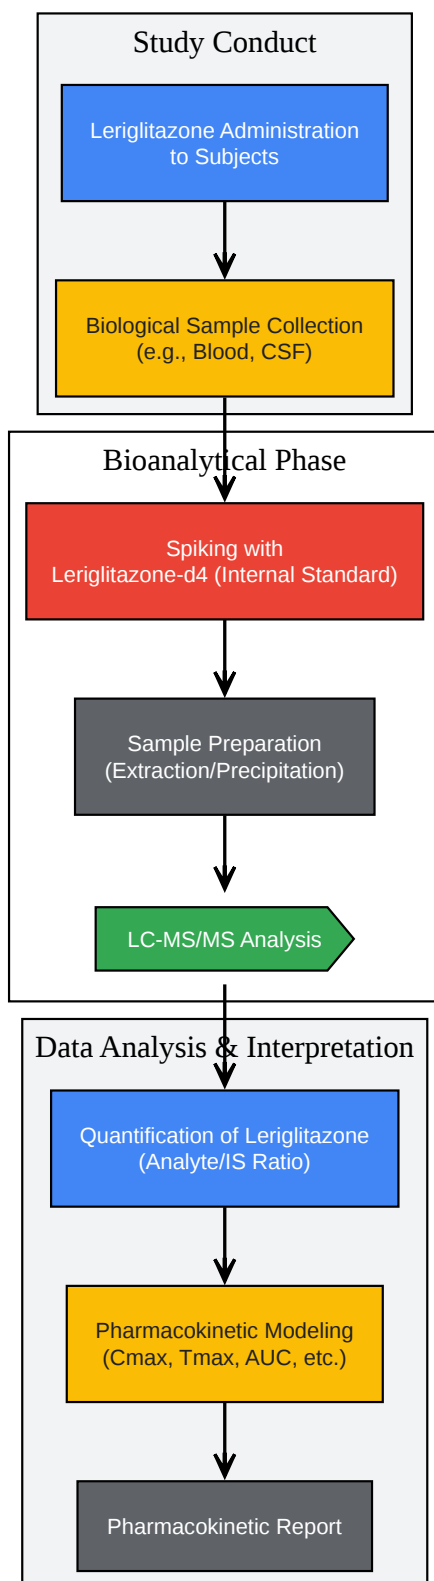 Study Conduct
Leriglitazone Administration
to Subjects
Biological Sample Collection
(e.g., Blood, CSF)
Bioanalytical Phase
Spiking with
Leriglitazone-d4 (Internal Standard)
Sample Preparation
(Extraction/Precipitation)
LC-MS/MS Analysis
Data Analysis & Interpretation
Quantification of Leriglitazone
(Analyte/IS Ratio)
Pharmacokinetic Modeling
(Cmax, Tmax, AUC, etc.)
Pharmacokinetic Report